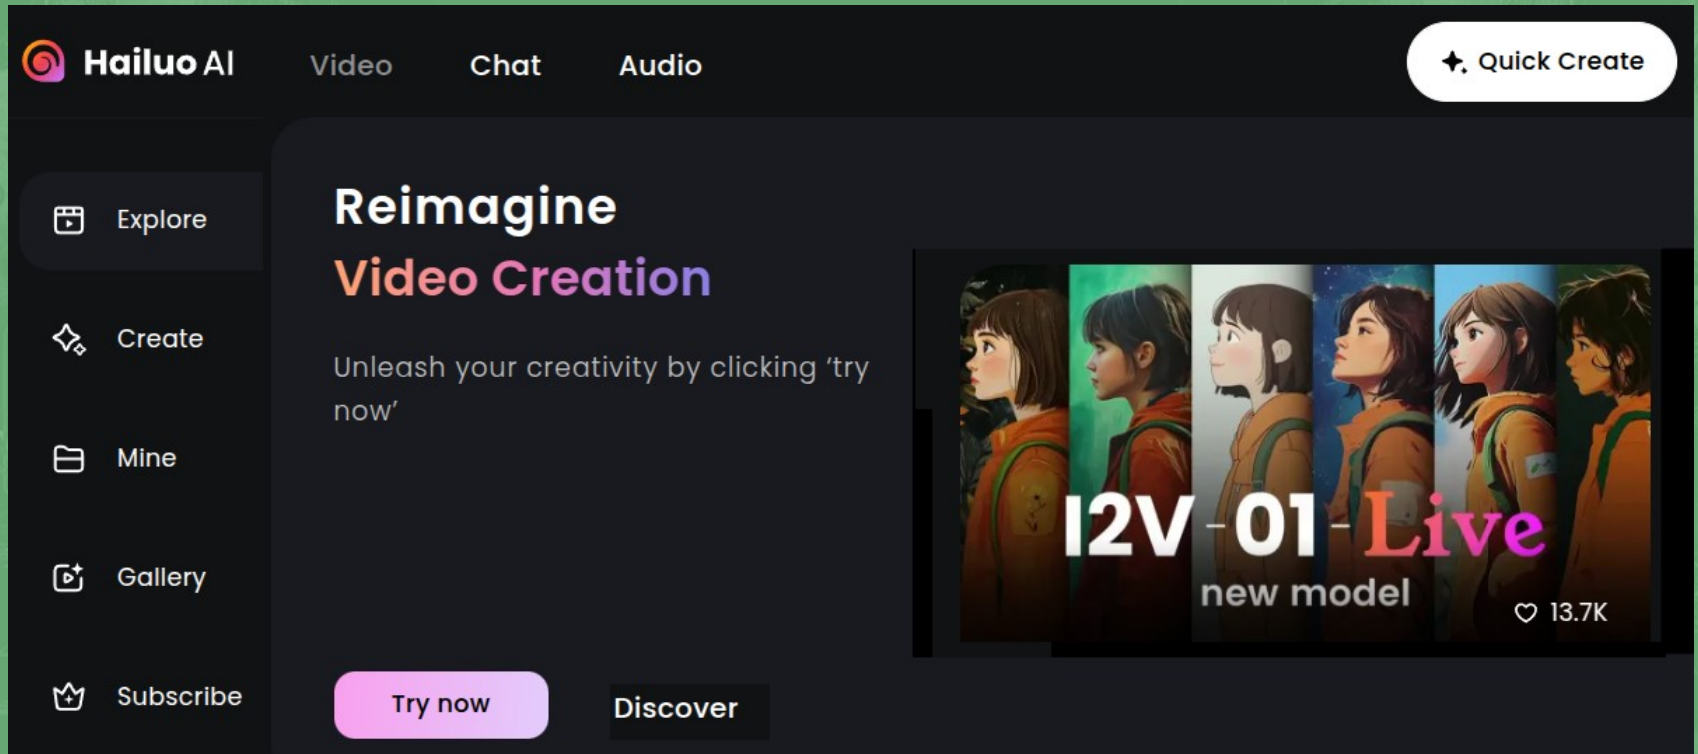 Hailuo AI
Video
Chat
Audio
Quick Create
Explore
Create
Mine
Gallery
Subscribe
Reimagine
Video Creation
Unleash your creativity by clicking ‘try
now’
Try now
Discover
I2V-01-Live
new model
13.7K